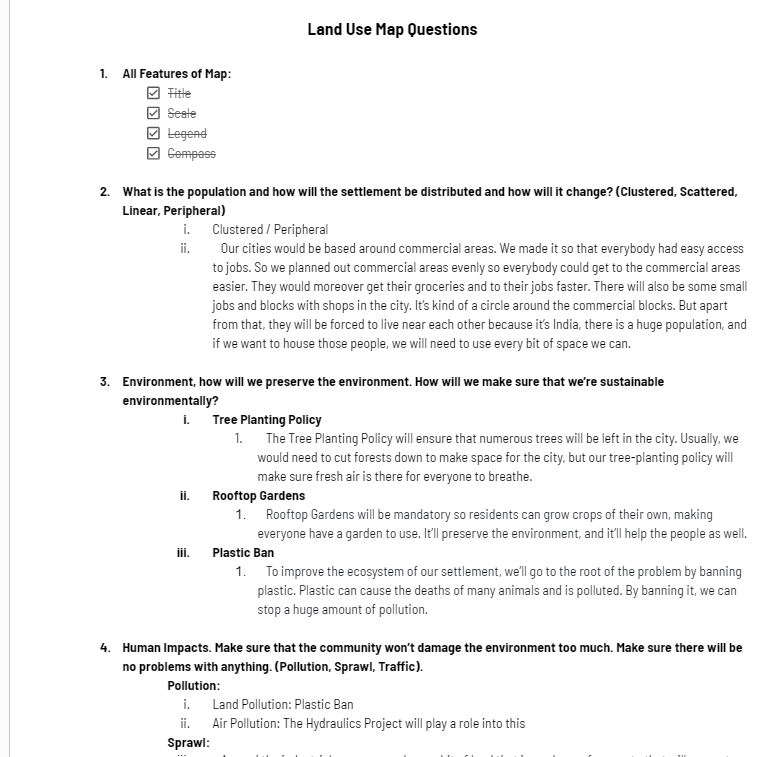 Land Use Map Questions
1. All Features of Map:
Title
Scale
Legend
Compass
2. What is the population and how will the settlement be distributed and how will it change? (Clustered, Scattered,
Linear, Peripheral)
i. Clustered / Peripheral
ii. Our cities would be based around commercial areas. We made it so that everybody had easy access
to jobs. So we planned out commercial areas evenly so everybody could get to the commercial areas
easier. They would moreover get their groceries and to their jobs faster. There will also be some small
jobs and blocks with shops in the city. It's kind of a circle around the commercial blocks. But apart
from that, they will be forced to live near each other because it's India, there is a huge population, and
if we want to house those people, we will need to use every bit of space we can.
3. Environment, how will we preserve the environment. How will we make sure that we're sustainable
environmentally?
i. Tree Planting Policy
1. The Tree Planting Policy will ensure that numerous trees will be left in the city. Usually, we
would need to cut forests down to make space for the city, but our tree-planting policy will
make sure fresh air is there for everyone to breathe.
ii. Rooftop Gardens
1. Rooftop Gardens will be mandatory so residents can grow crops of their own, making
everyone have a garden to use. It'll preserve the environment, and it'll help the people as well.
iii. Plastic Ban
1. To improve the ecosystem of our settlement, we'll go to the root of the problem by banning
plastic. Plastic can cause the deaths of many animals and is polluted. By banning it, we can
stop a huge amount of pollution.
4. Human Impacts. Make sure that the community won't damage the environment too much. Make sure there will be
no problems with anything. (Pollution, Sprawl, Traffic).
Pollution:
i. Land Pollution: Plastic Ban
ii. Air Pollution: The Hydraulics Project will play a role into this
Sprawl: